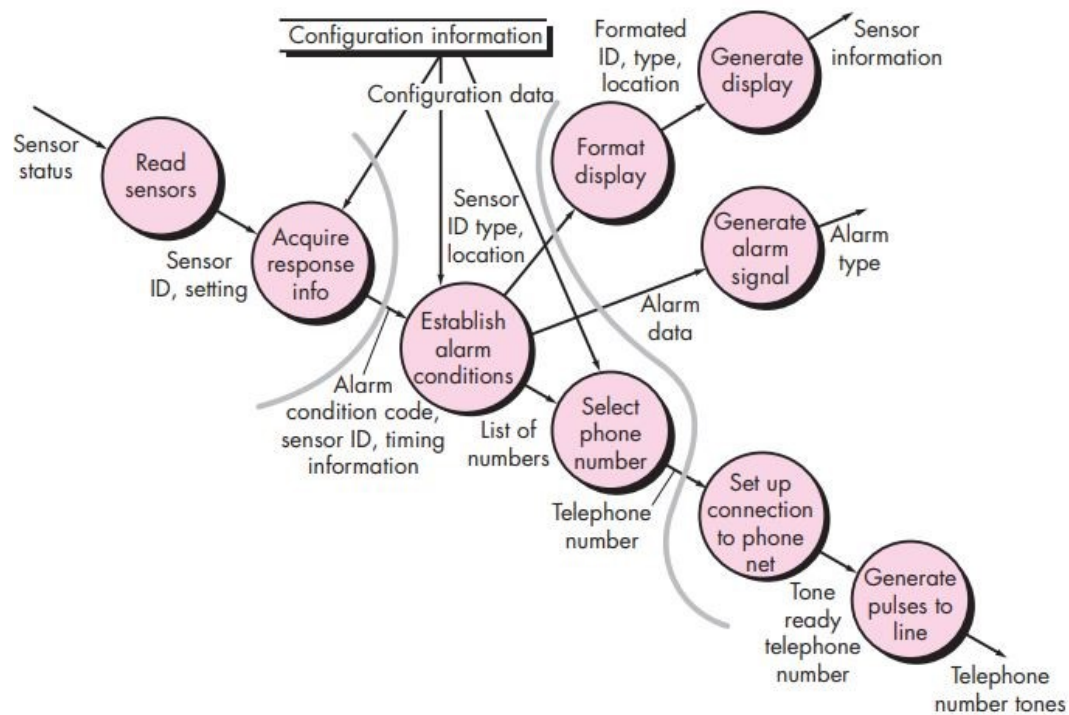 Configuration information
Configuration data
Sensor
status
Read
sensors
Sensor
ID, setting
Acquire
response
info
Alarm
condition code,
sensor ID, timing
information
Establish
alarm
conditions
Sensor
ID type,
location
Format
display
Formated
ID, type,
location
Generate
display
Sensor
information
Alarm
data
Generate
alarm
signal
Alarm
type
List of
numbers
Select
phone
number
Telephone
number
Set up
connection
to phone
net
Tone
ready
telephone
number
Generate
pulses to
line
Telephone
number tones